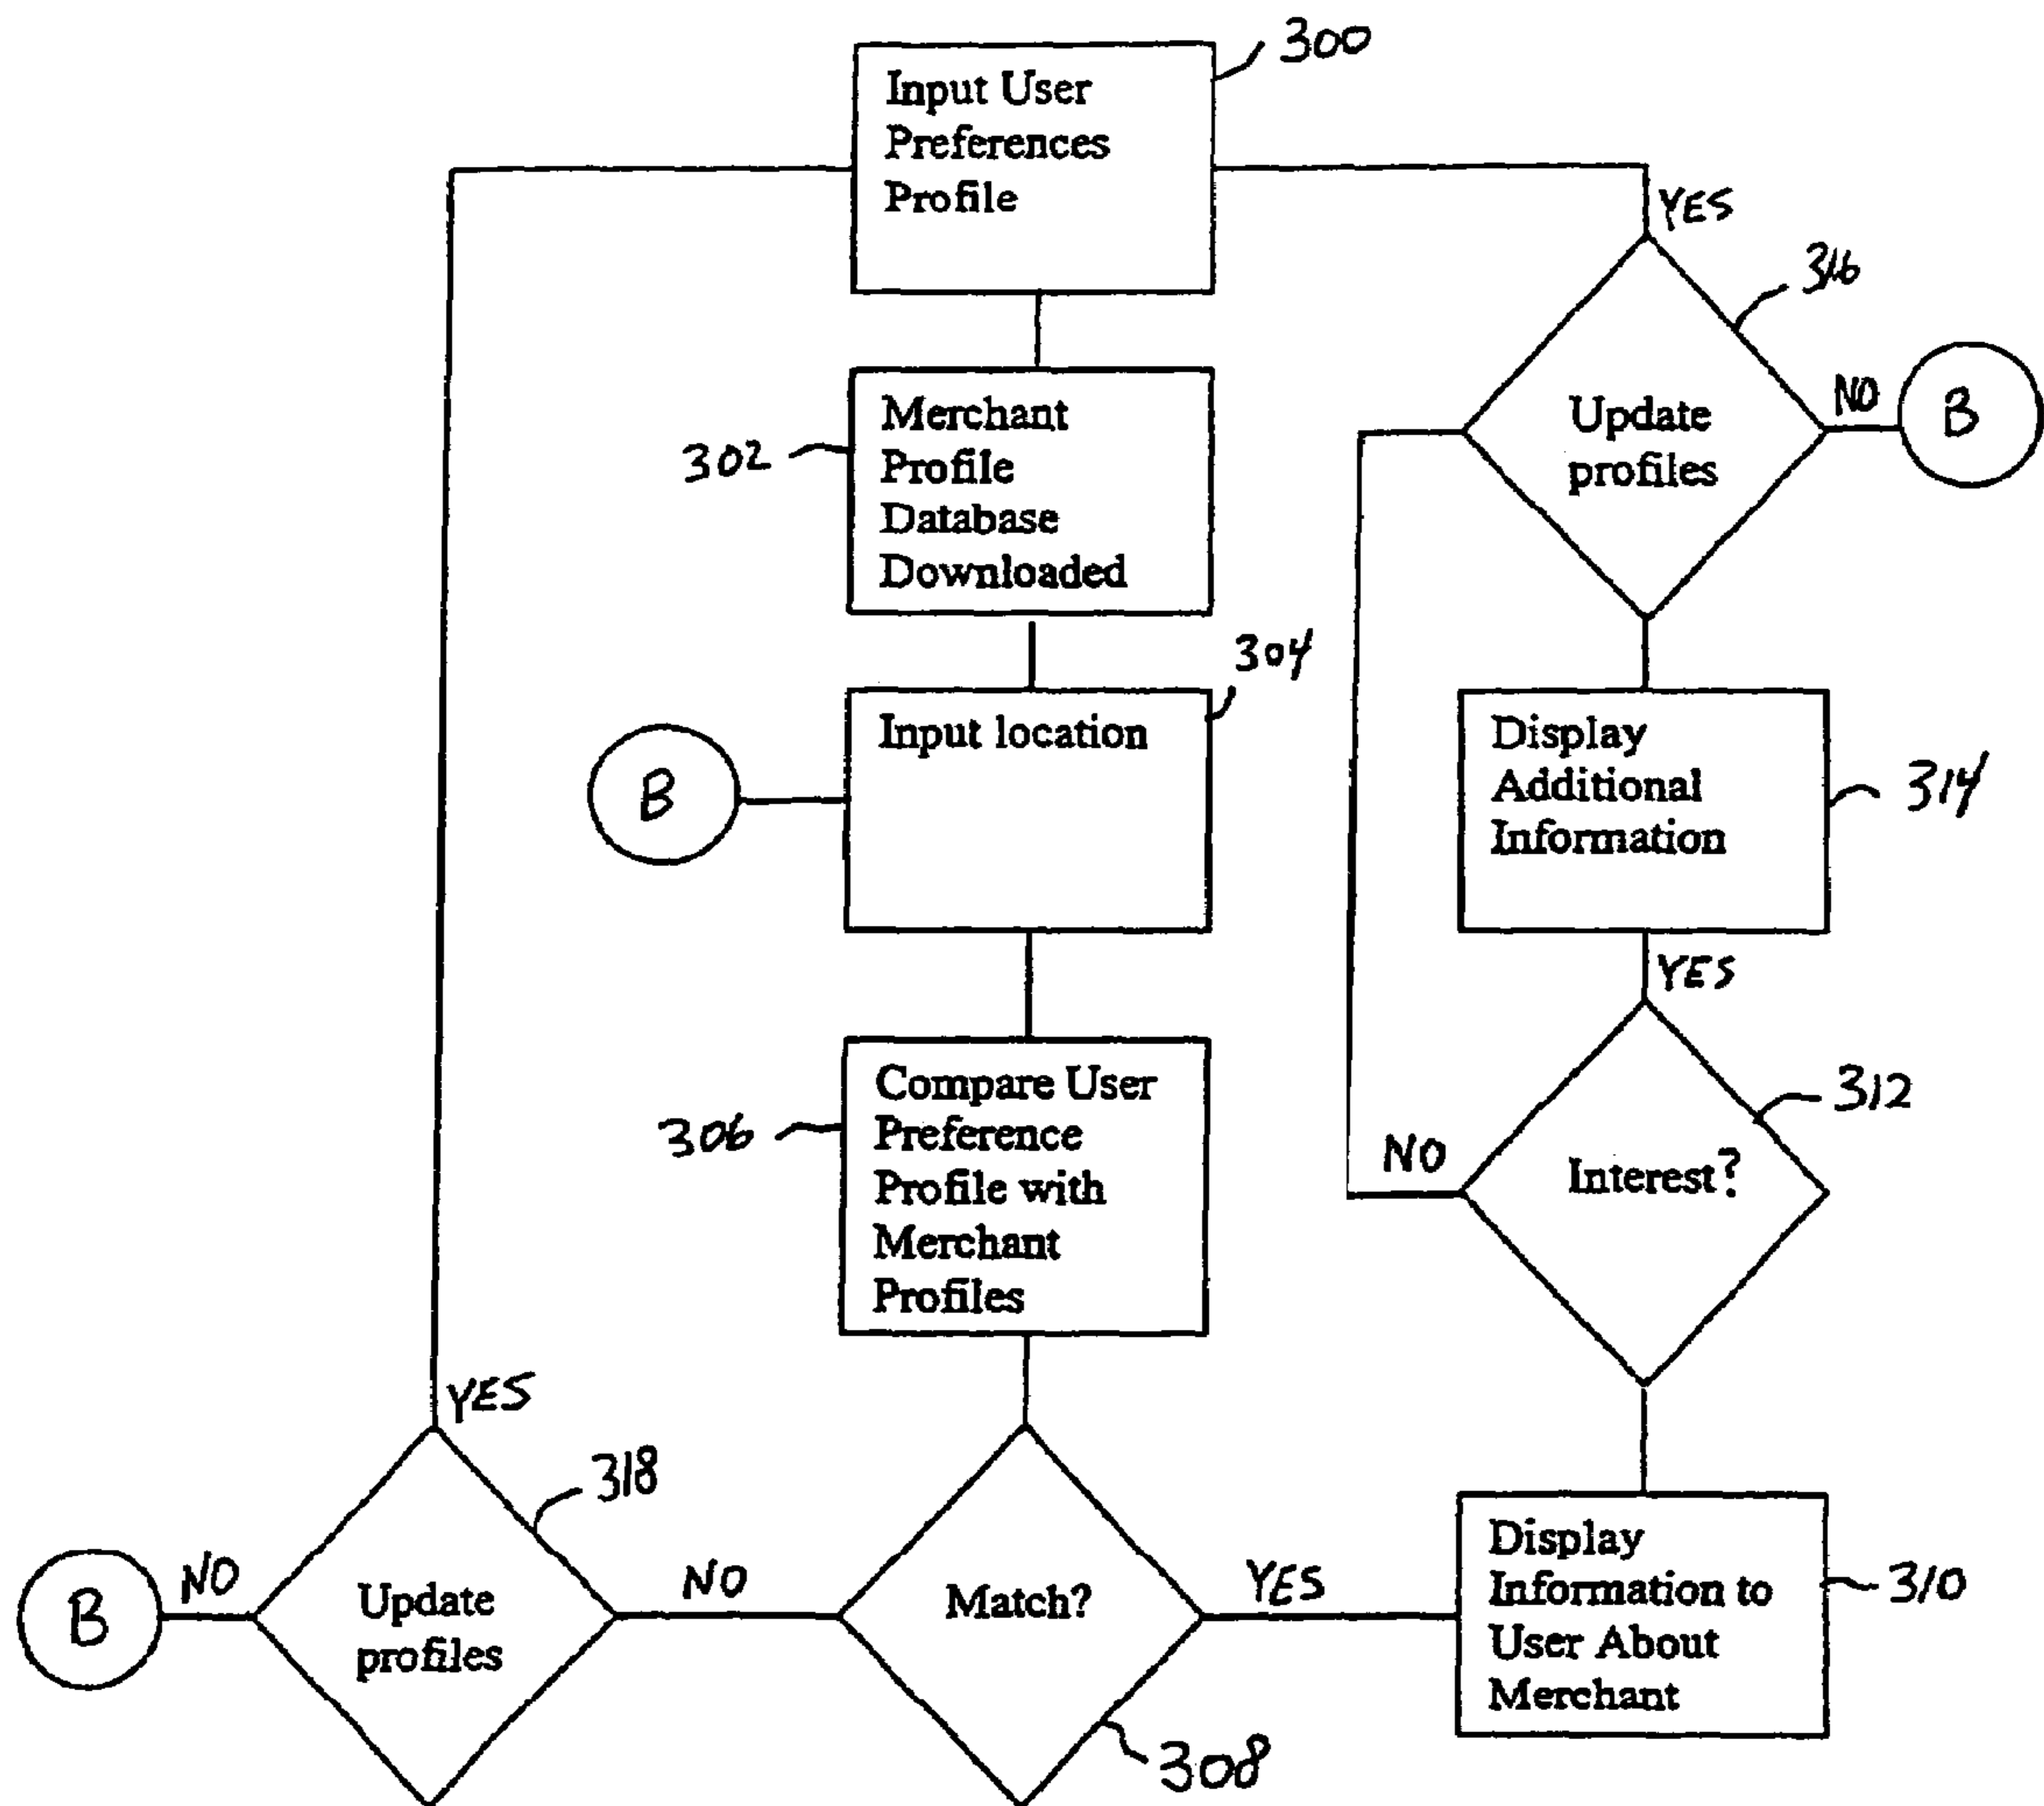 300
Input User
Preferences
Profile
YES
316
Update
profiles
NO
B
302
Merchant
Profile
Database
Downloaded
304
Input location
B
Display
Additional
Information
314
YES
306
Compare User
Preference
Profile with
Merchant
Profiles
312
Interest?
NO
YES
318
Update
profiles
NO
B
NO
Match?
YES
308
Display
Information to
User About
Merchant
310